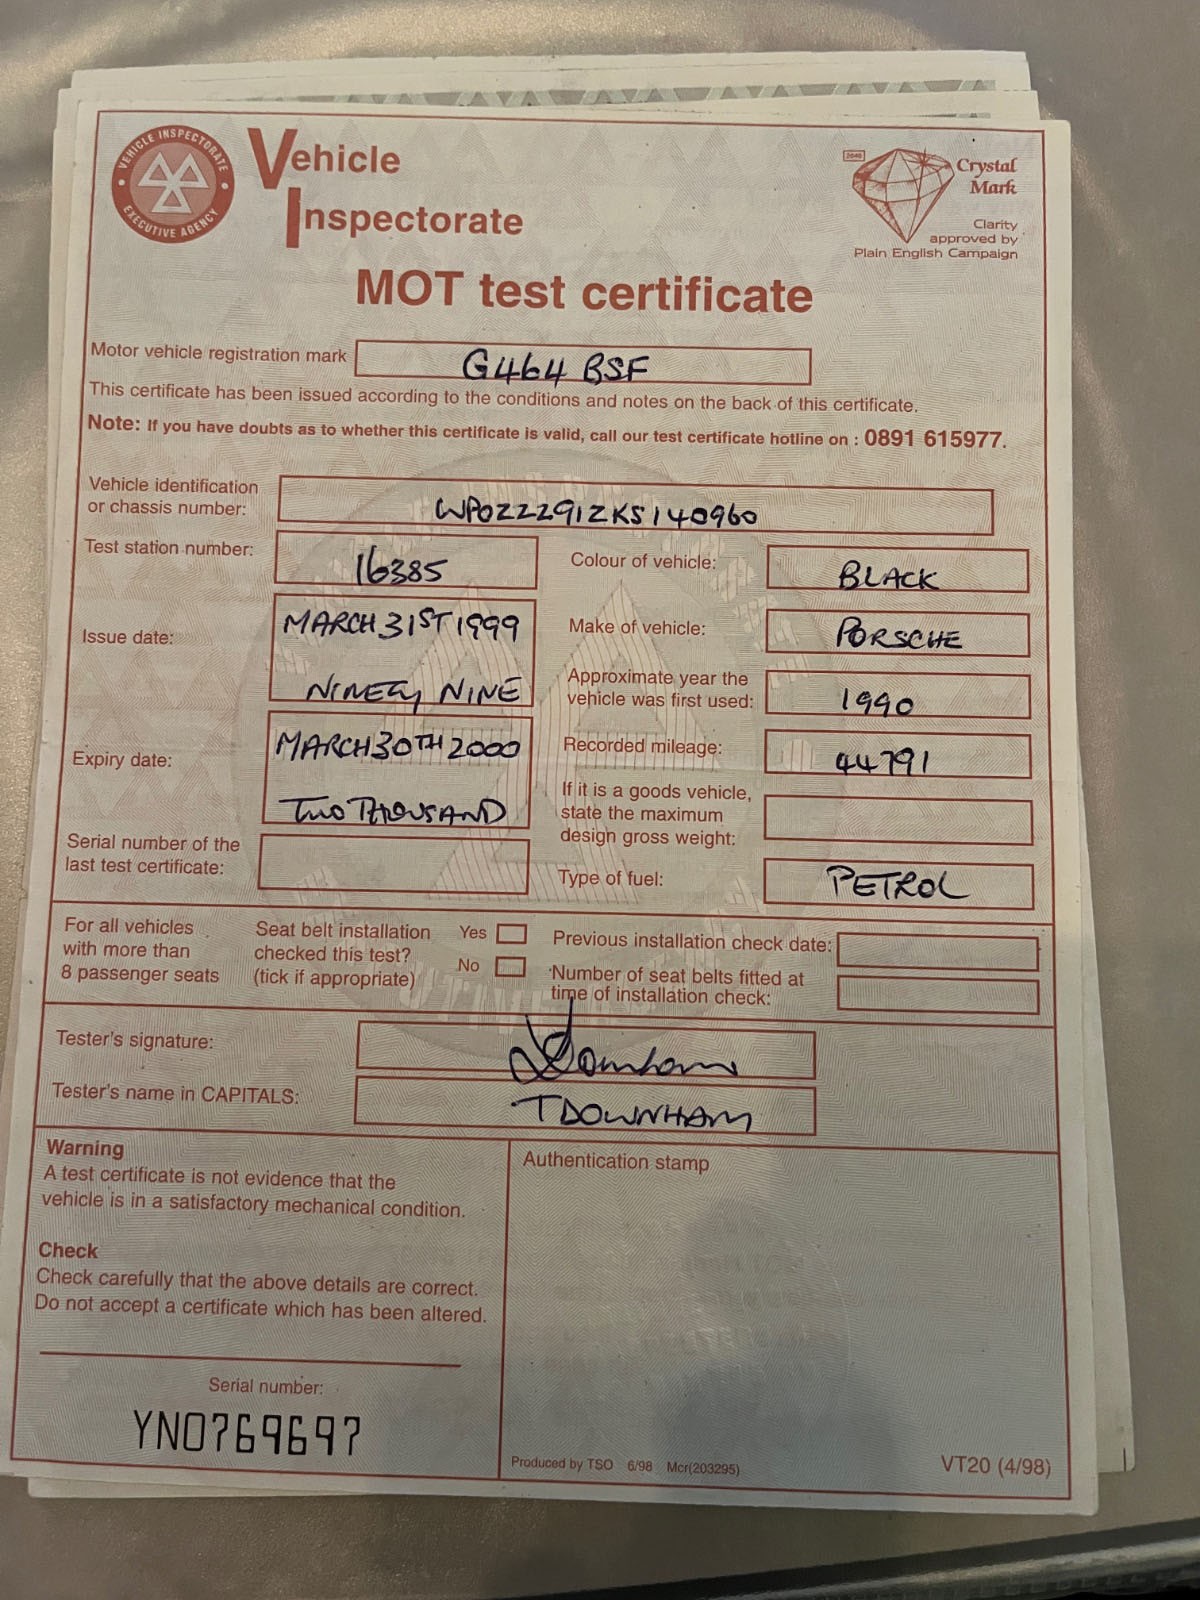 VEHICLE INSPECTORATE
EXECUTIVE AGENCY
Vehicle
Inspectorate
2040
Crystal
Mark
Clarity
approved by
Plain English Campaign
MOT test certificate
Motor vehicle registration mark
G464 BSF
This certificate has been issued according to the conditions and notes on the back of this certificate.
Note: If you have doubts as to whether this certificate is valid, call our test certificate hotline on : 0891 615977.
Vehicle identification
or chassis number:
WP0ZZZ91ZKS140960
Test station number:
16385
Colour of vehicle:
BLACK
Issue date:
MARCH 31ST 1999
NINETY NINE
Make of vehicle:
PORSCHE
Approximate year the
vehicle was first used:
1990
Expiry date:
MARCH 30TH 2000
TWO THOUSAND
Recorded mileage:
44791
If it is a goods vehicle,
state the maximum
design gross weight:
Serial number of the
last test certificate:
Type of fuel:
PETROL
For all vehicles
with more than
8 passenger seats
Seat belt installation
checked this test?
(tick if appropriate)
Yes
No
Previous installation check date:
Number of seat belts fitted at
time of installation check:
Tester's signature:
Tester's name in CAPITALS:
T DOWNHAM
Warning
A test certificate is not evidence that the
vehicle is in a satisfactory mechanical condition.
Check
Check carefully that the above details are correct.
Do not accept a certificate which has been altered.
Serial number:
YN0769697
Authentication stamp
Produced by TSO 6/98 Mcr(203295)
VT20 (4/98)